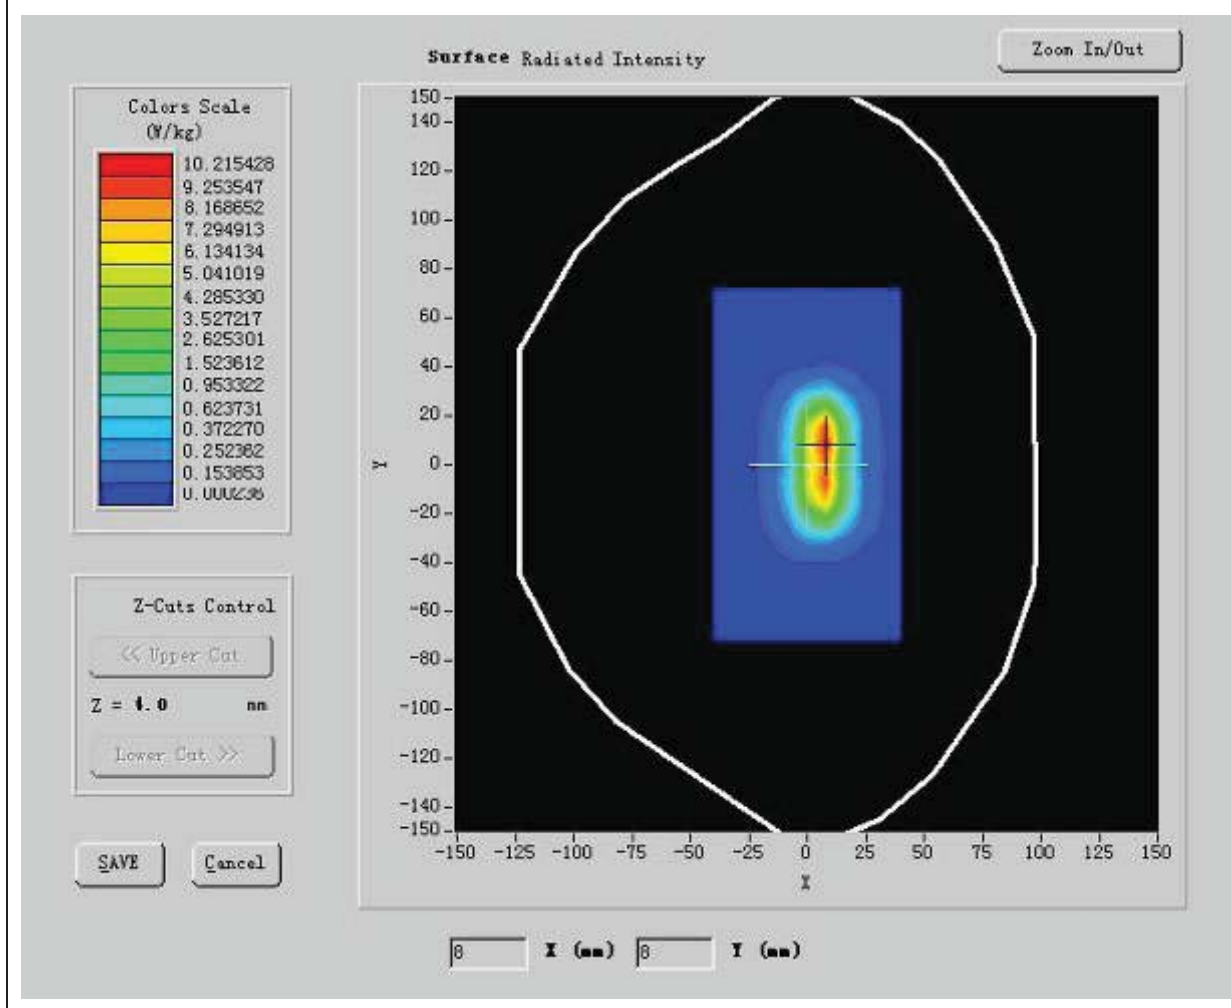 Surface Radiated Intensity
Zoom In/Out
Colors Scale
(W/kg)
10.215428
9.253547
8.168652
7.294913
6.134134
5.041019
4.285330
3.527217
2.625301
1.523612
0.953322
0.623731
0.372270
0.252362
0.153853
0.000236
Z-Cuts Control
<< Upper Cut
Z = 4.0 mm
Lower Cut >>
SAVE
Cancel
150
140
120
100
80
60
40
20
0
-20
-40
-60
-80
-100
-120
-140
-150
Y
-150 -125 -100 -75 -50 -25 0 25 50 75 100 125 150
X
8 X (mm) 8 Y (mm)